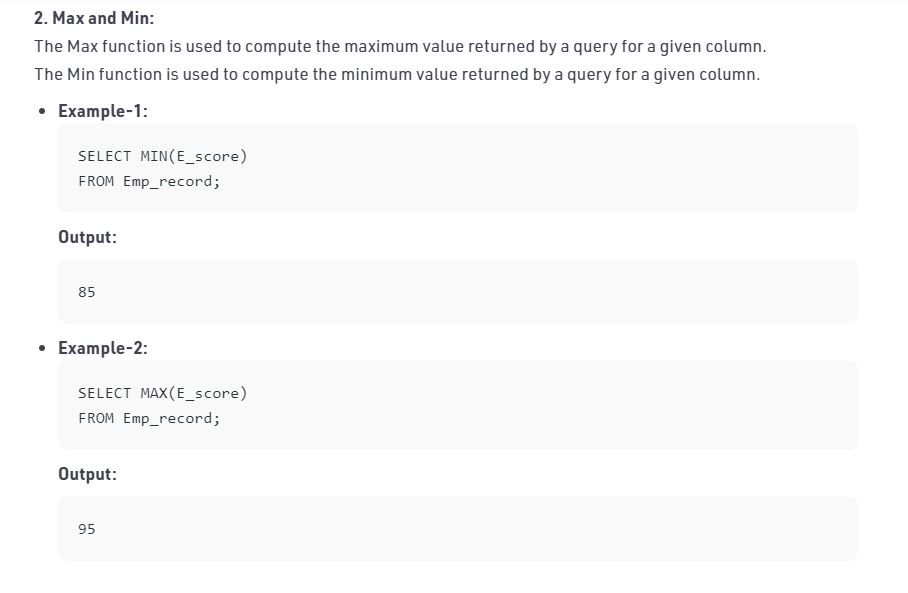 2. Max and Min:
The Max function is used to compute the maximum value returned by a query for a given column.
The Min function is used to compute the minimum value returned by a query for a given column.
• Example-1:
SELECT MIN(E_score)
FROM Emp_record;
Output:
85
• Example-2:
SELECT MAX(E_score)
FROM Emp_record;
Output:
95